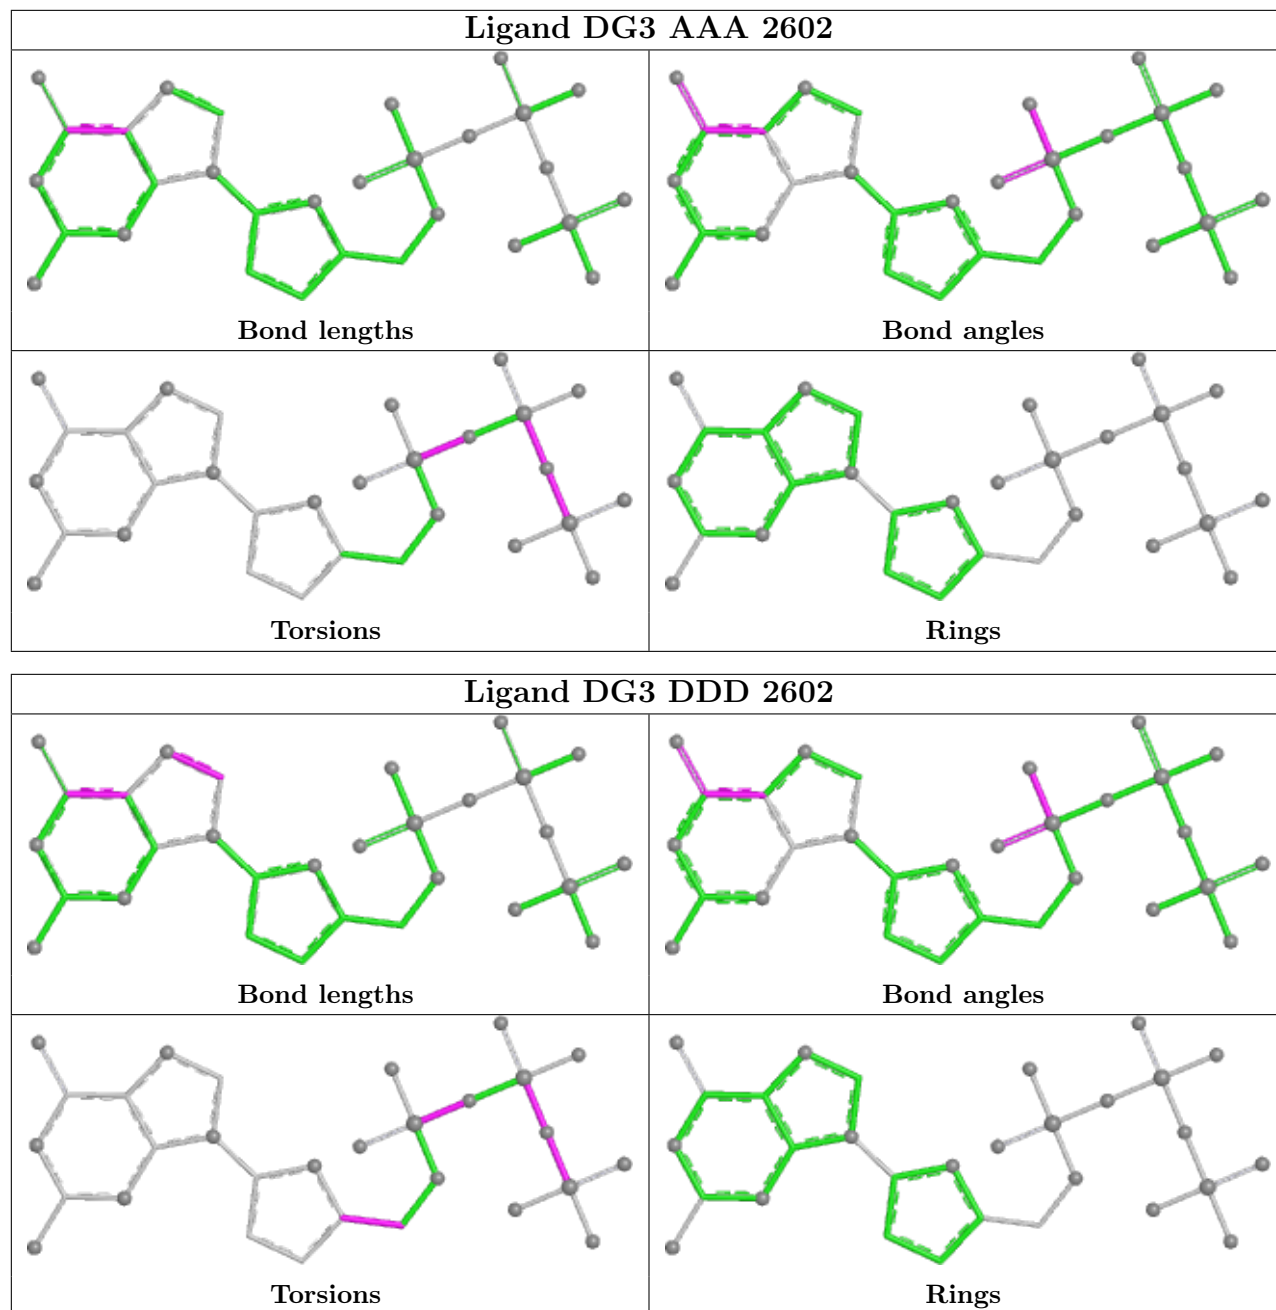 Ligand DG3 AAA 2602
Bond lengths
Bond angles
Torsions
Rings
Ligand DG3 DDD 2602
Bond lengths
Bond angles
Torsions
Rings